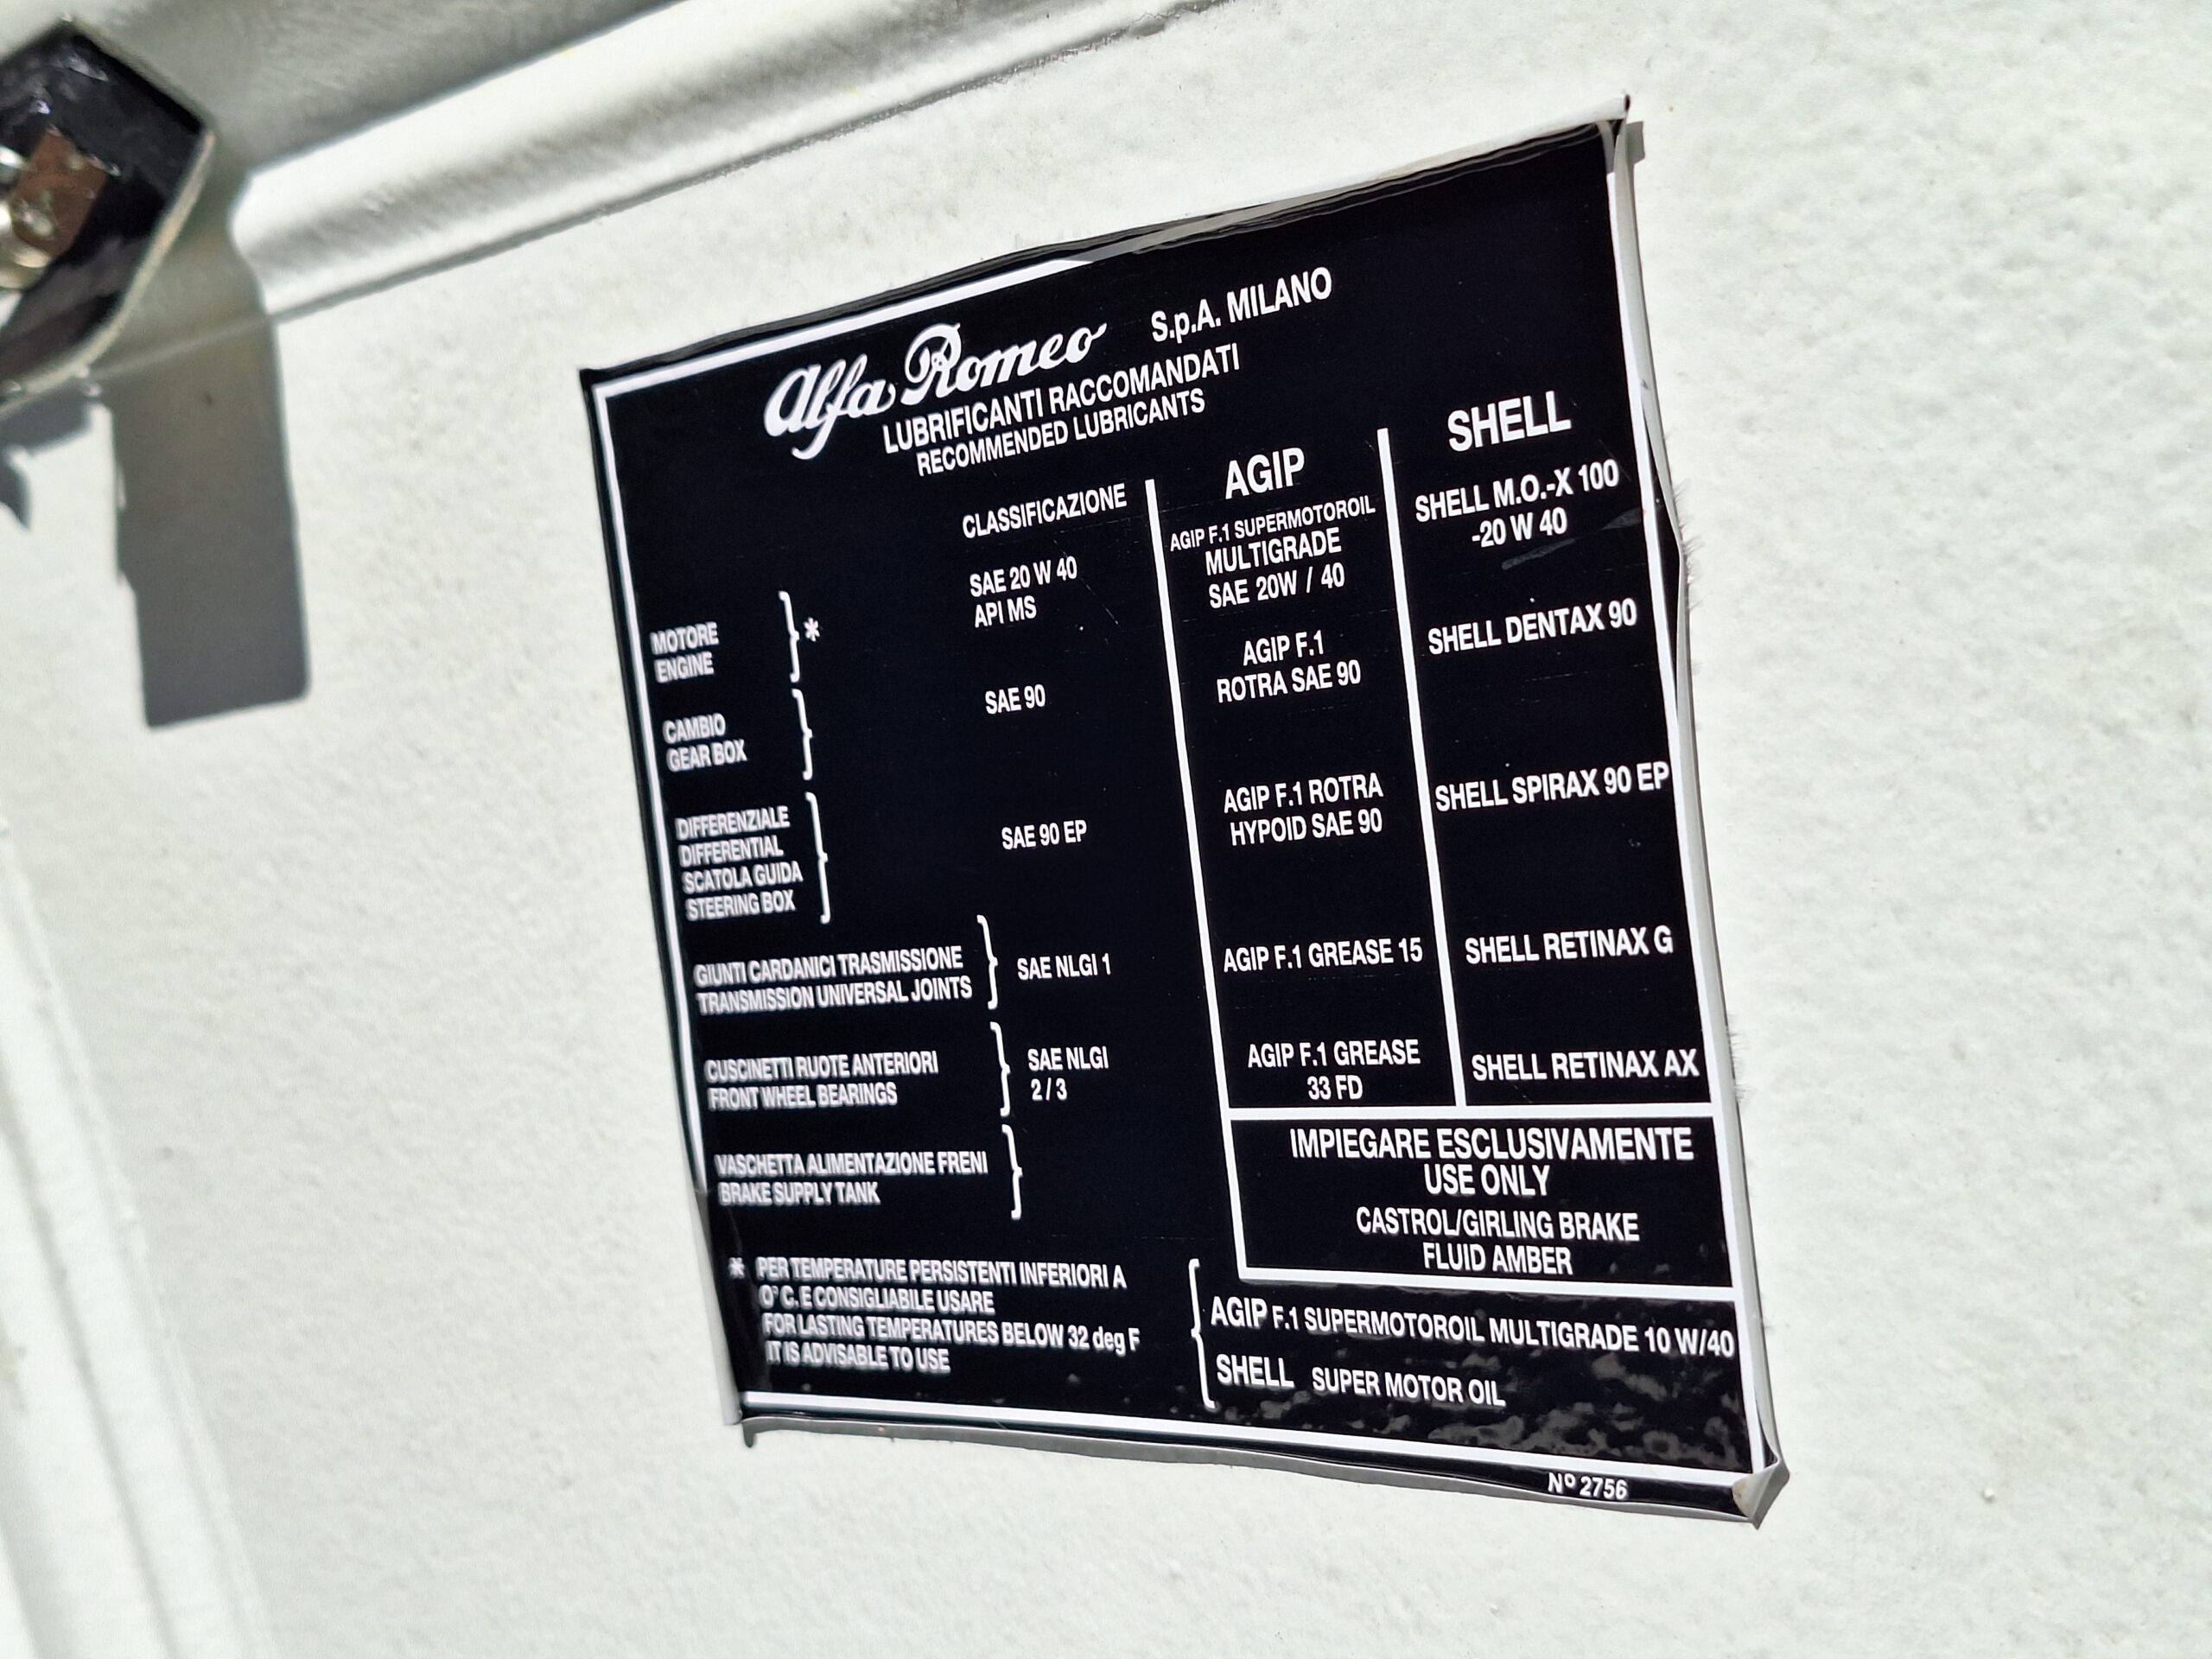 Alfa Romeo S.p.A. MILANO
LUBRIFICANTI RACCOMANDATI
RECOMMENDED LUBRICANTS
CLASSIFICAZIONE
AGIP
SHELL
MOTORE
ENGINE
*
SAE 20 W 40
API MS
AGIP F.1 SUPERMOTOROIL
MULTIGRADE
SAE 20W / 40
SHELL M.O.-X 100
-20 W 40
CAMBIO
GEAR BOX
SAE 90
AGIP F.1
ROTRA SAE 90
SHELL DENTAX 90
DIFFERENZIALE
DIFFERENTIAL
SCATOLA GUIDA
STEERING BOX
SAE 90 EP
AGIP F.1 ROTRA
HYPOID SAE 90
SHELL SPIRAX 90 EP
GIUNTI CARDANICI TRASMISSIONE
TRANSMISSION UNIVERSAL JOINTS
SAE NLGI 1
AGIP F.1 GREASE 15
SHELL RETINAX G
CUSCINETTI RUOTE ANTERIORI
FRONT WHEEL BEARINGS
SAE NLGI
2 / 3
AGIP F.1 GREASE
33 FD
SHELL RETINAX AX
VASCHETTA ALIMENTAZIONE FRENI
BRAKE SUPPLY TANK
IMPIEGARE ESCLUSIVAMENTE
USE ONLY
CASTROL/GIRLING BRAKE
FLUID AMBER
* PER TEMPERATURE PERSISTENTI INFERIORI A
O° C. E CONSIGLIABILE USARE
FOR LASTING TEMPERATURES BELOW 32 deg F
IT IS ADVISABLE TO USE
AGIP F.1 SUPERMOTOROIL MULTIGRADE 10 W/40
SHELL SUPER MOTOR OIL
Nº 2756